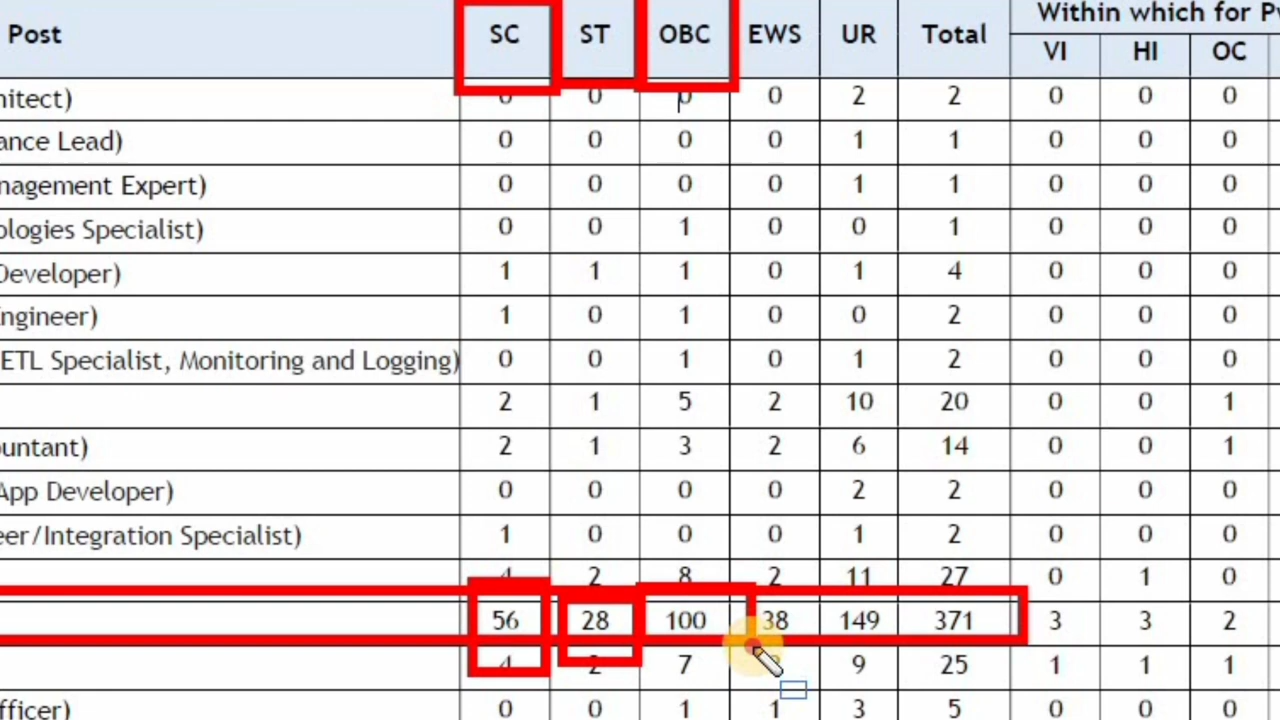 Within which for P
Post SC ST OBC EWS UR Total VI HI OC
nitect) 0 0 0 0 2 2 0 0 0
ance Lead) 0 0 0 0 1 1 0 0 0
nagement Expert) 0 0 0 0 1 1 0 0 0
ologies Specialist) 0 0 1 0 0 1 0 0 0
Developer) 1 1 1 0 1 4 0 0 0
Engineer) 1 0 1 0 0 2 0 0 0
ETL Specialist, Monitoring and Logging) 0 0 1 0 1 2 0 0 0
2 1 5 2 10 20 0 0 1
ountant) 2 1 3 2 6 14 0 0 1
App Developer) 0 0 0 0 2 2 0 0 0
eer/Integration Specialist) 1 0 0 0 1 2 0 0 0
4 2 8 2 11 27 0 1 0
56 28 100 38 149 371 3 3 2
4 2 7 9 25 1 1 1
fficer) 0 0 1 1 3 5 0 0 0